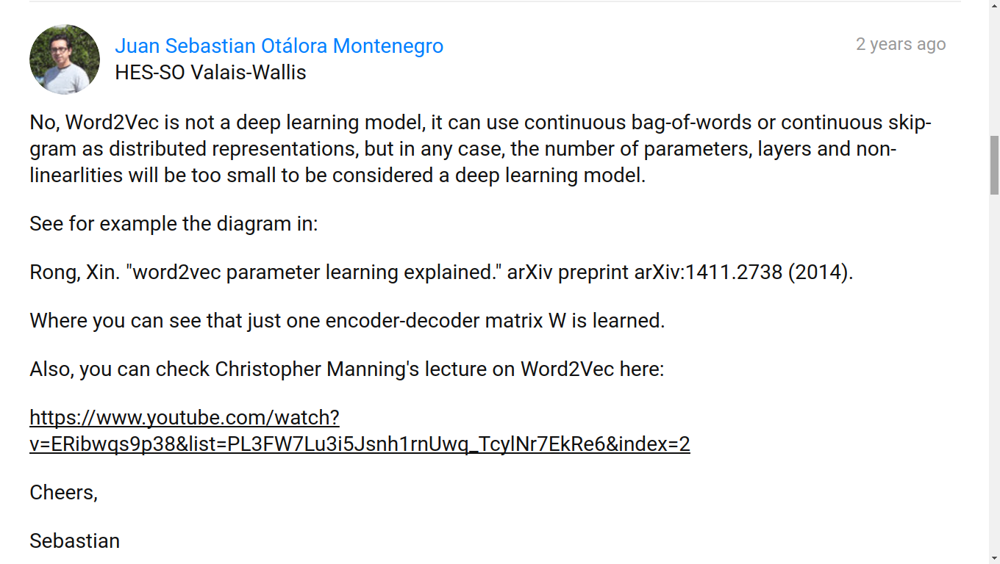 Juan Sebastian Otálora Montenegro
2 years ago
HES-SO Valais-Wallis
No, Word2Vec is not a deep learning model, it can use continuous bag-of-words or continuous skip-
gram as distributed representations, but in any case, the number of parameters, layers and non-
linearlities will be too small to be considered a deep learning model.
See for example the diagram in:
Rong, Xin. "word2vec parameter learning explained." arXiv preprint arXiv:1411.2738 (2014).
Where you can see that just one encoder-decoder matrix W is learned.
Also, you can check Christopher Manning's lecture on Word2Vec here:
https://www.youtube.com/watch?
v=ERibwqs9p38&list=PL3FW7Lu3i5Jsnh1rnUwq_TcylNr7EkRe6&index=2
Cheers,
Sebastian